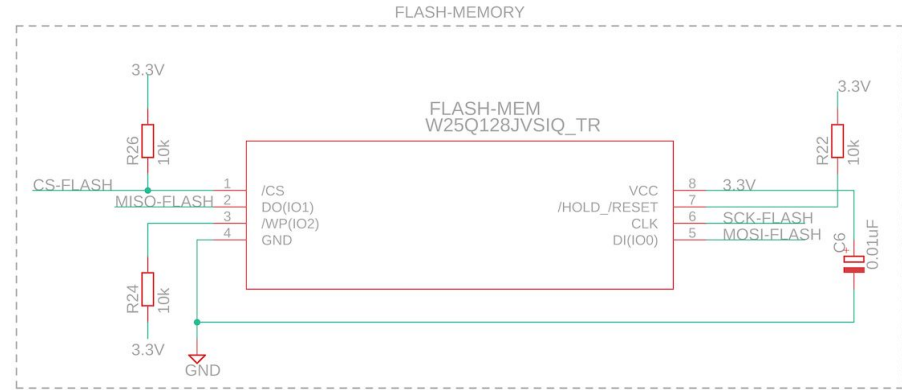 FLASH-MEMORY
3.3V
3.3V
FLASH-MEM
W25Q128JVSIQ_TR
R26
10k
R22
10k
CS-FLASH
1
/CS
VCC
8
3.3V
MISO-FLASH
2
DO(IO1)
/HOLD_/RESET
7
3
/WP(IO2)
CLK
6
SCK-FLASH
4
GND
DI(IO0)
5
MOSI-FLASH
C6
+
0.01uF
R24
10k
3.3V
GND